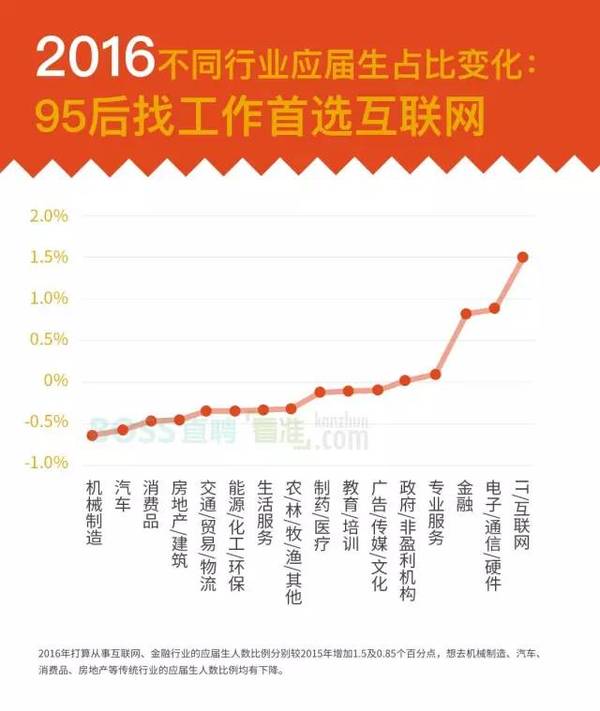 2016不同行业应届生占比变化：
95后找工作首选互联网
2.0%
1.5%
1.0%
0.5%
0%
-0.5%
-1.0%
BOSS直聘
看准
kanzhun
.com
机械制造
汽车
消费品
房地产/建筑
交通/贸易/物流
能源/化工/环保
生活服务
农/林/牧/渔/其他
制药/医疗
教育/培训
广告/传媒/文化
政府/非盈利机构
专业服务
金融
电子/通信/硬件
IT/互联网
2016年打算从事互联网、金融行业的应届生人数比例分别较2015年增加1.5及0.85个百分点，想去机械制造、汽车、
消费品、房地产等传统行业的应届生人数比例均有下降。